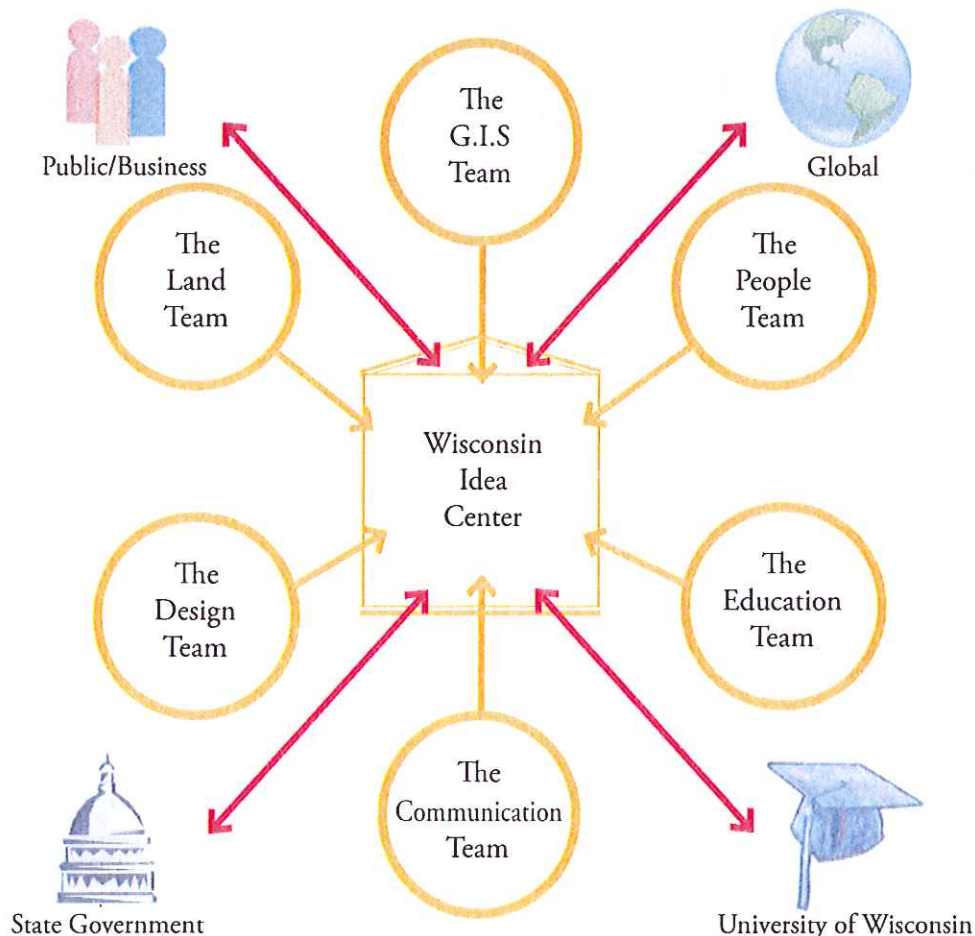 The
G.I.S
Team
Public/Business
Global
The
Land
Team
The
People
Team
Wisconsin
Idea
Center
The
Design
Team
The
Education
Team
The
Communication
Team
State Government
University of Wisconsin